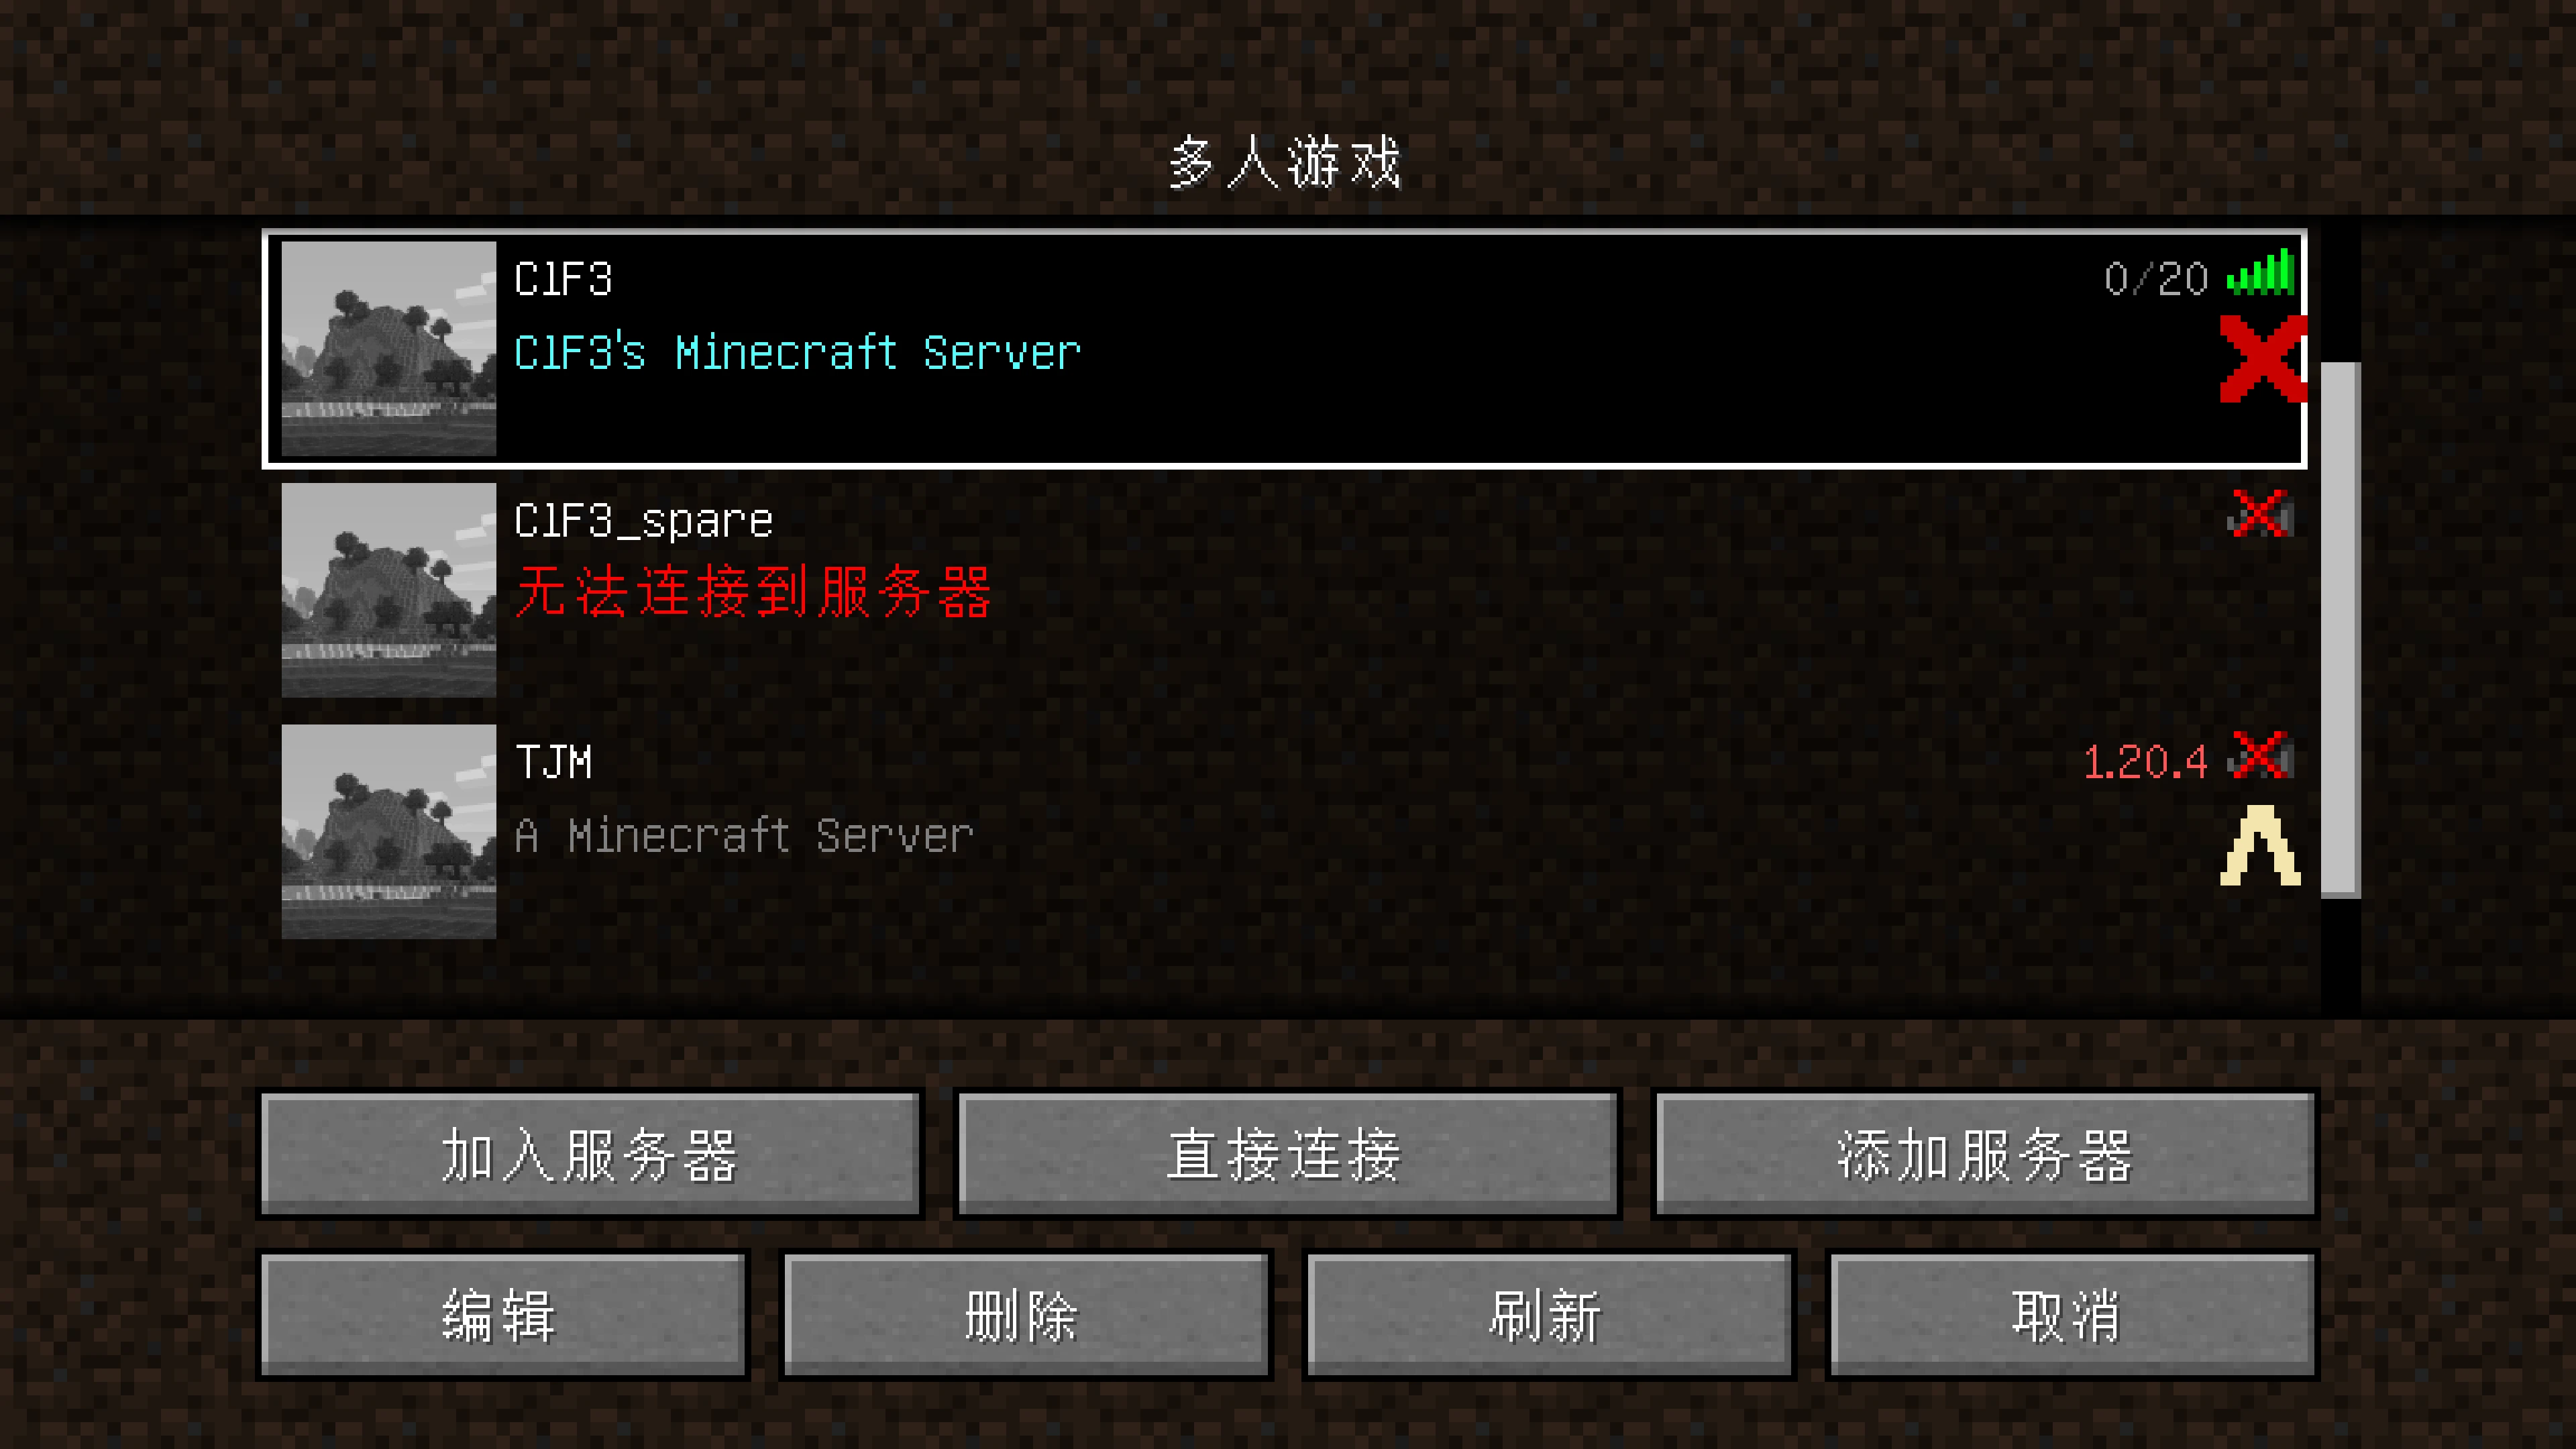 多人游戏
ClF3
0/20
ClF3's Minecraft Server
ClF3_spare
无法连接到服务器
TJM
1.20.4
A Minecraft Server
加入服务器
直接连接
添加服务器
编辑
删除
刷新
取消